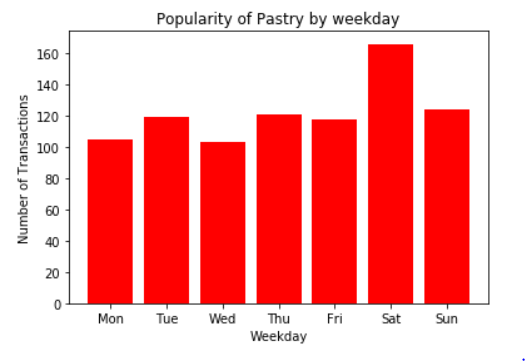 Popularity of Pastry by weekday
Number of Transactions
160
140
120
100
80
60
40
20
0
Mon Tue Wed Thu Fri Sat Sun
Weekday
.